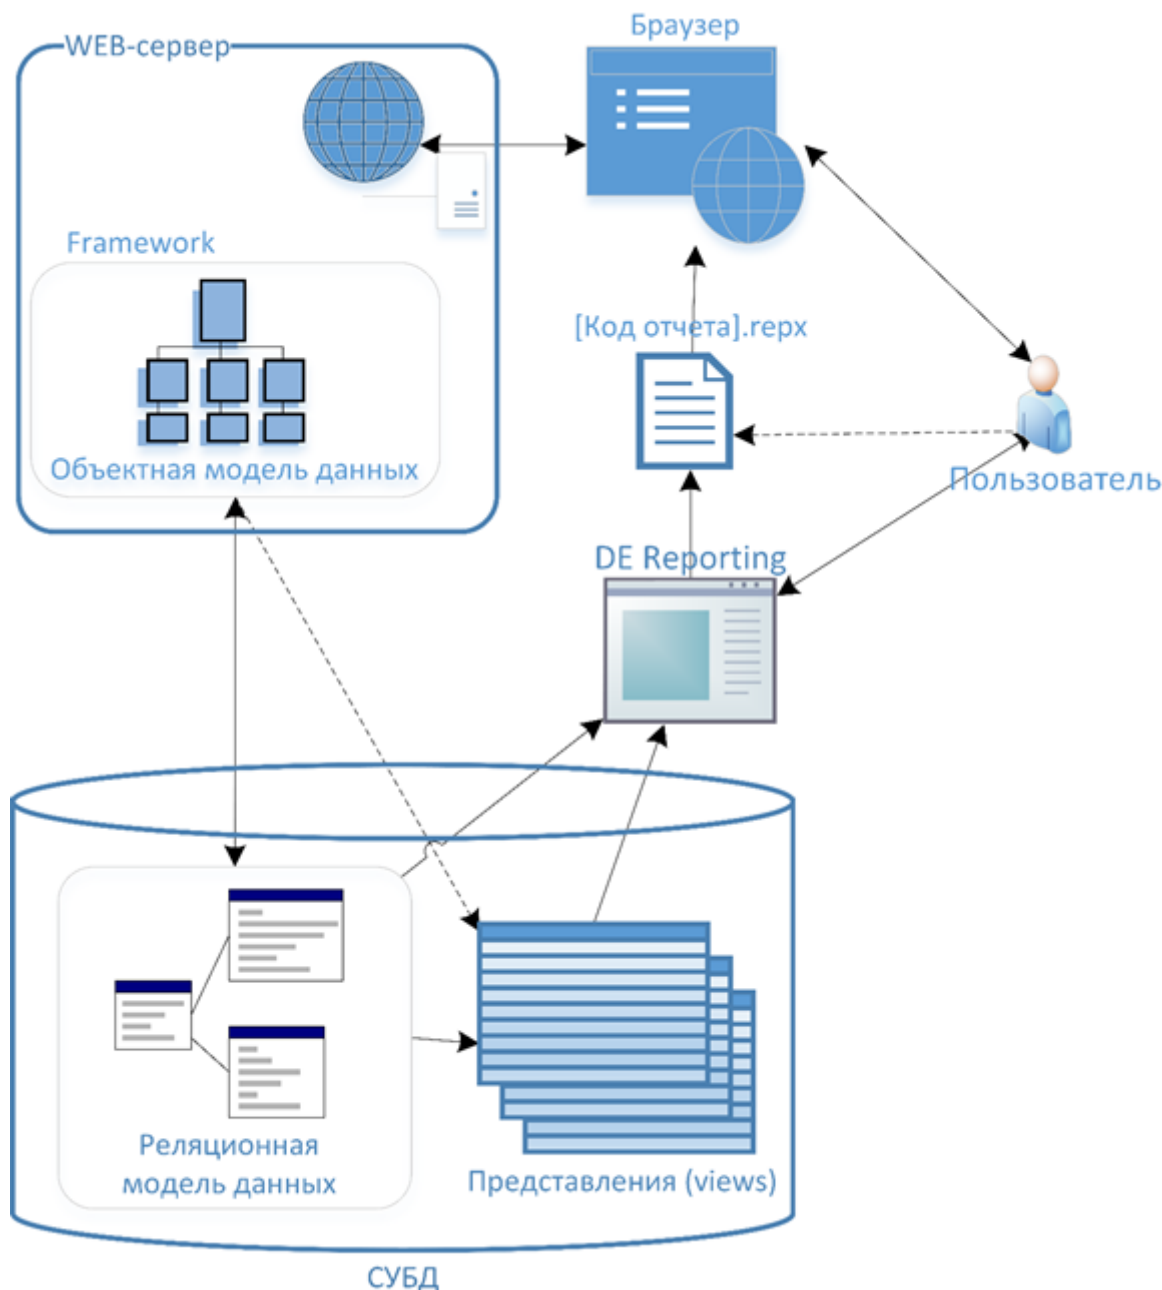 Браузер
WEB-сервер
Framework
[Код отчета].repx
Объектная модель данных
Пользователь
DE Reporting
Реляционная
модель данных
Представления (views)
СУБД